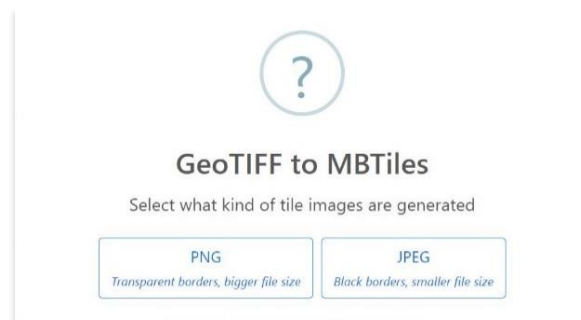 ?
GeoTIFF to MBTiles
Select what kind of tile images are generated
PNG
Transparent borders, bigger file size
JPEG
Black borders, smaller file size